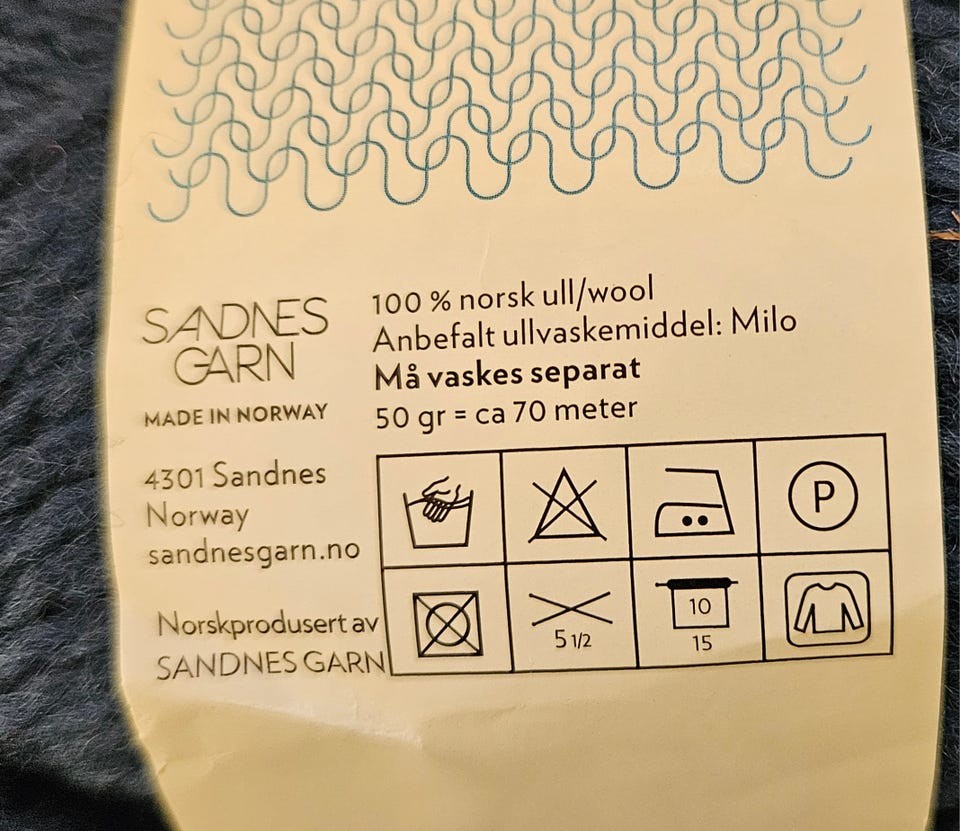 SANDNES
GARN
MADE IN NORWAY
4301 Sandnes
Norway
sandnesgarn.no
Norskprodusert av
SANDNES GARN
100 % norsk ull/wool
Anbefalt ullvaskemiddel: Milo
Må vaskes separat
50 gr = ca 70 meter
P
5 1/2
10
15